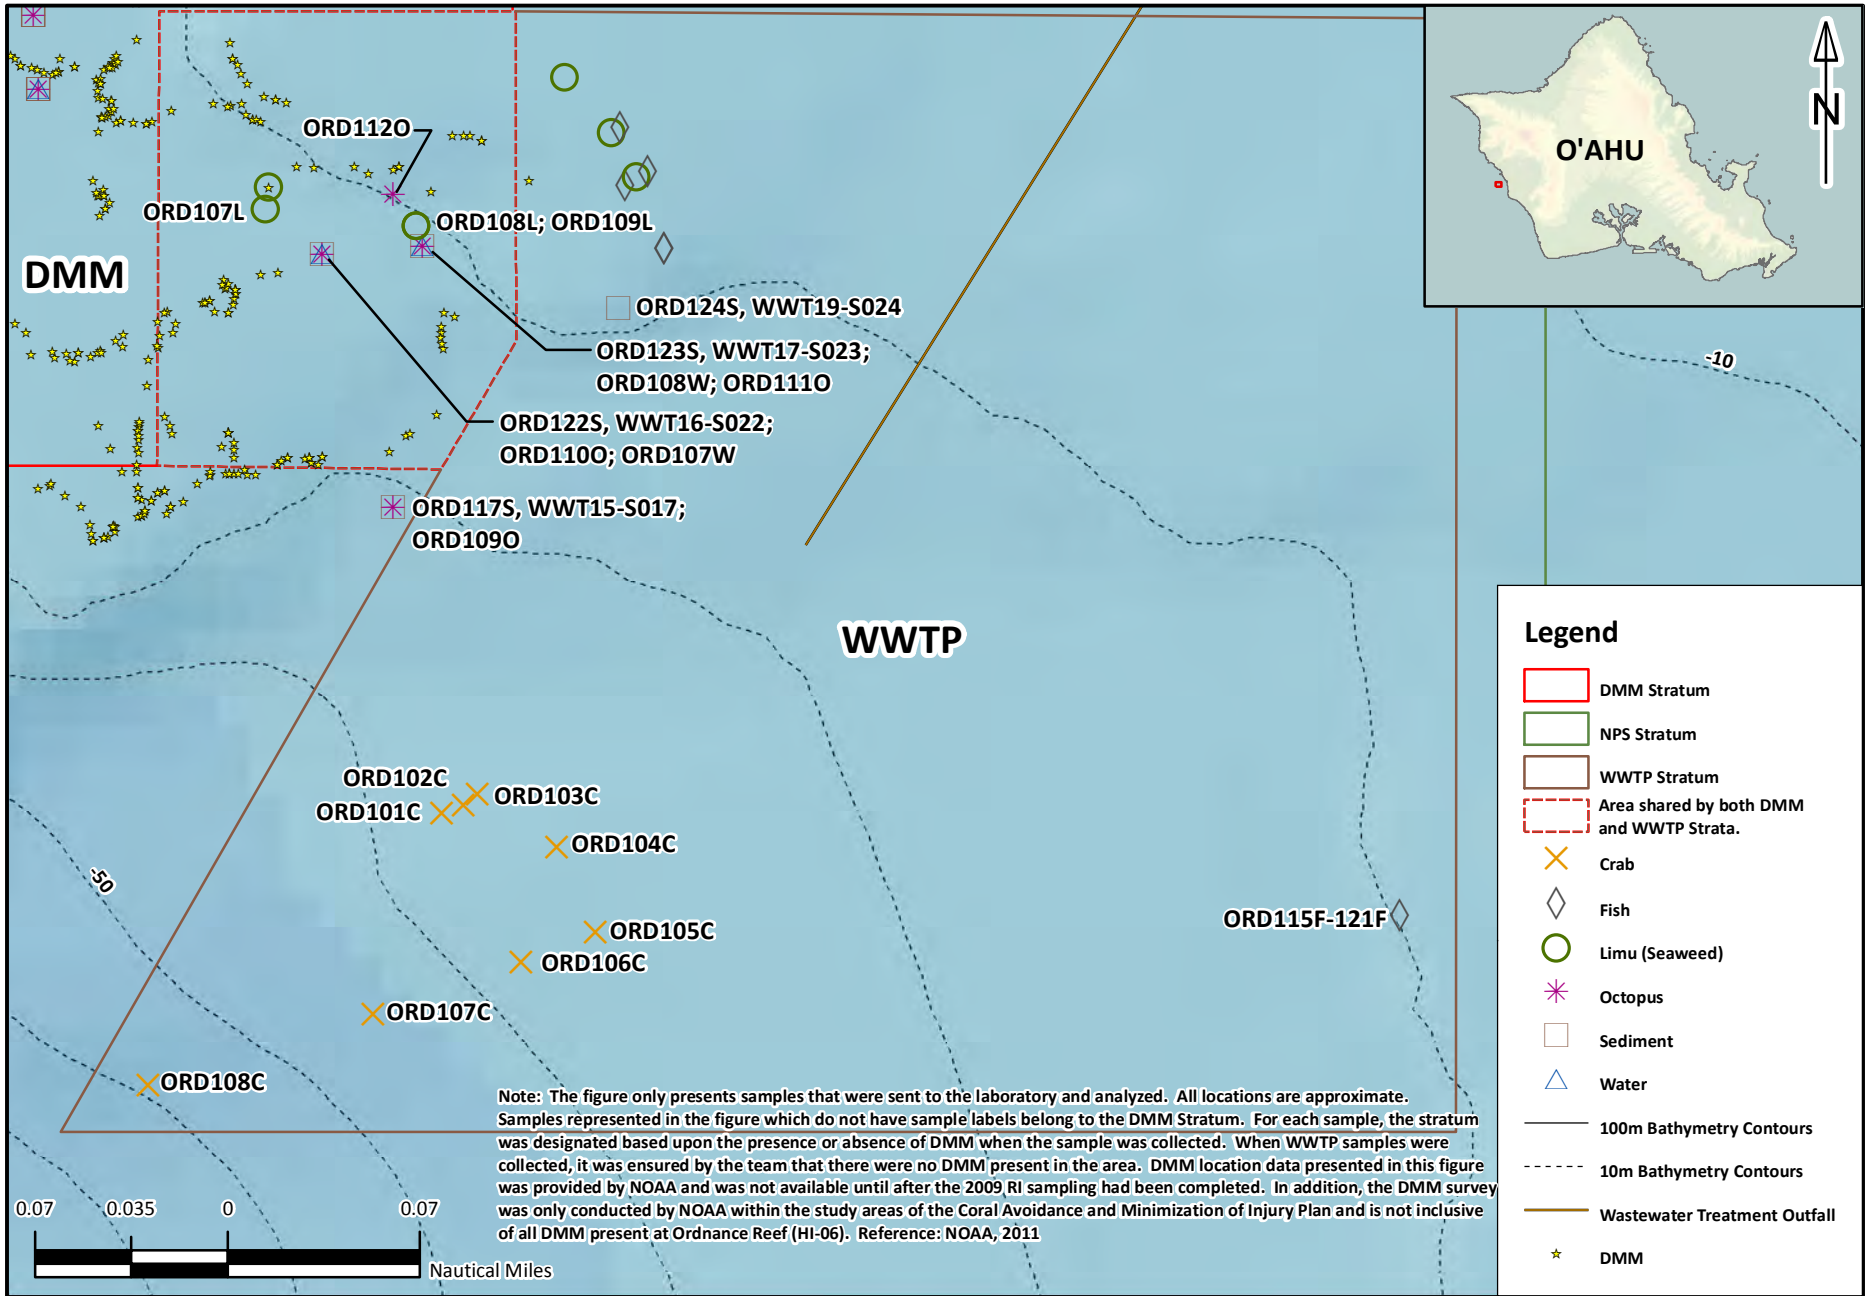 O'AHU
N
ORD112O
ORD107L
ORD108L; ORD109L
DMM
ORD124S, WWT19-S024
ORD123S, WWT17-S023;
ORD108W; ORD111O
ORD122S, WWT16-S022;
ORD110O; ORD107W
ORD117S, WWT15-S017;
ORD109O
-10
WWTP
ORD102C
ORD103C
ORD101C
ORD104C
-50
ORD105C
ORD106C
ORD107C
ORD108C
ORD115F-121F
Legend
DMM Stratum
NPS Stratum
WWTP Stratum
Area shared by both DMM
and WWTP Strata.
Crab
Fish
Limu (Seaweed)
Octopus
Sediment
Water
100m Bathymetry Contours
10m Bathymetry Contours
Wastewater Treatment Outfall
DMM
Note: The figure only presents samples that were sent to the laboratory and analyzed. All locations are approximate.
Samples represented in the figure which do not have sample labels belong to the DMM Stratum. For each sample, the stratum
was designated based upon the presence or absence of DMM when the sample was collected. When WWTP samples were
collected, it was ensured by the team that there were no DMM present in the area. DMM location data presented in this figure
was provided by NOAA and was not available until after the 2009 RI sampling had been completed. In addition, the DMM survey
was only conducted by NOAA within the study areas of the Coral Avoidance and Minimization of Injury Plan and is not inclusive
of all DMM present at Ordnance Reef (HI-06). Reference: NOAA, 2011
0.07 0.035 0 0.07
Nautical Miles